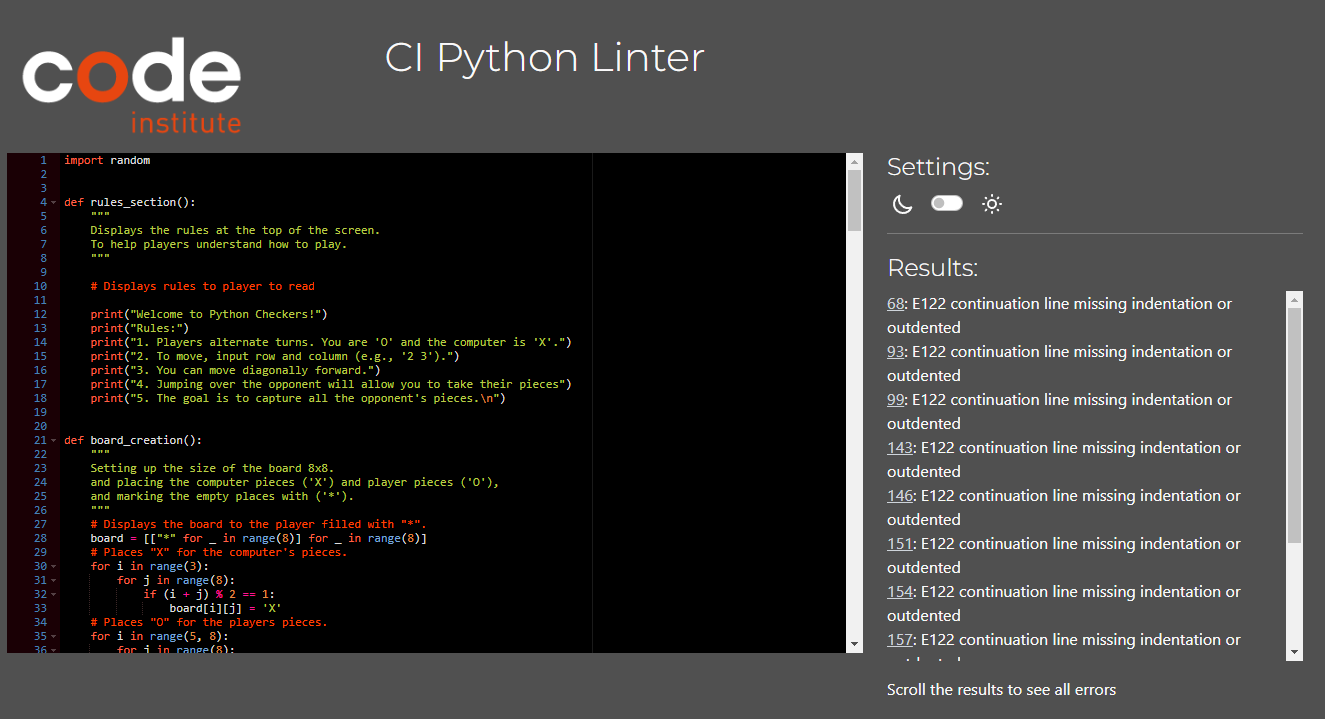 code
institute
CI Python Linter
1 import random
2
3
4 def rules_section():
5 """
6 Displays the rules at the top of the screen.
7 To help players understand how to play.
8 """
9
10 # Displays rules to player to read
11
12 print("Welcome to Python Checkers!")
13 print("Rules:")
14 print("1. Players alternate turns. You are 'O' and the computer is 'X'.")
15 print("2. To move, input row and column (e.g., '2 3').")
16 print("3. You can move diagonally forward.")
17 print("4. Jumping over the opponent will allow you to take their pieces")
18 print("5. The goal is to capture all the opponent's pieces.\n")
19
20
21 def board_creation():
22 """
23 Setting up the size of the board 8x8.
24 and placing the computer pieces ('X') and player pieces ('O'),
25 and marking the empty places with ('*').
26 """
27 # Displays the board to the player filled with "*".
28 board = [["*" for _ in range(8)] for _ in range(8)]
29 # Places "X" for the computer's pieces.
30 for i in range(3):
31 for j in range(8):
32 if (i + j) % 2 == 1:
33 board[i][j] = 'X'
34 # Places "O" for the players pieces.
35 for i in range(5, 8):
36 for j in range(8):
Settings:
Results:
68: E122 continuation line missing indentation or
outdented
93: E122 continuation line missing indentation or
outdented
99: E122 continuation line missing indentation or
outdented
143: E122 continuation line missing indentation or
outdented
146: E122 continuation line missing indentation or
outdented
151: E122 continuation line missing indentation or
outdented
154: E122 continuation line missing indentation or
outdented
157: E122 continuation line missing indentation or
Scroll the results to see all errors